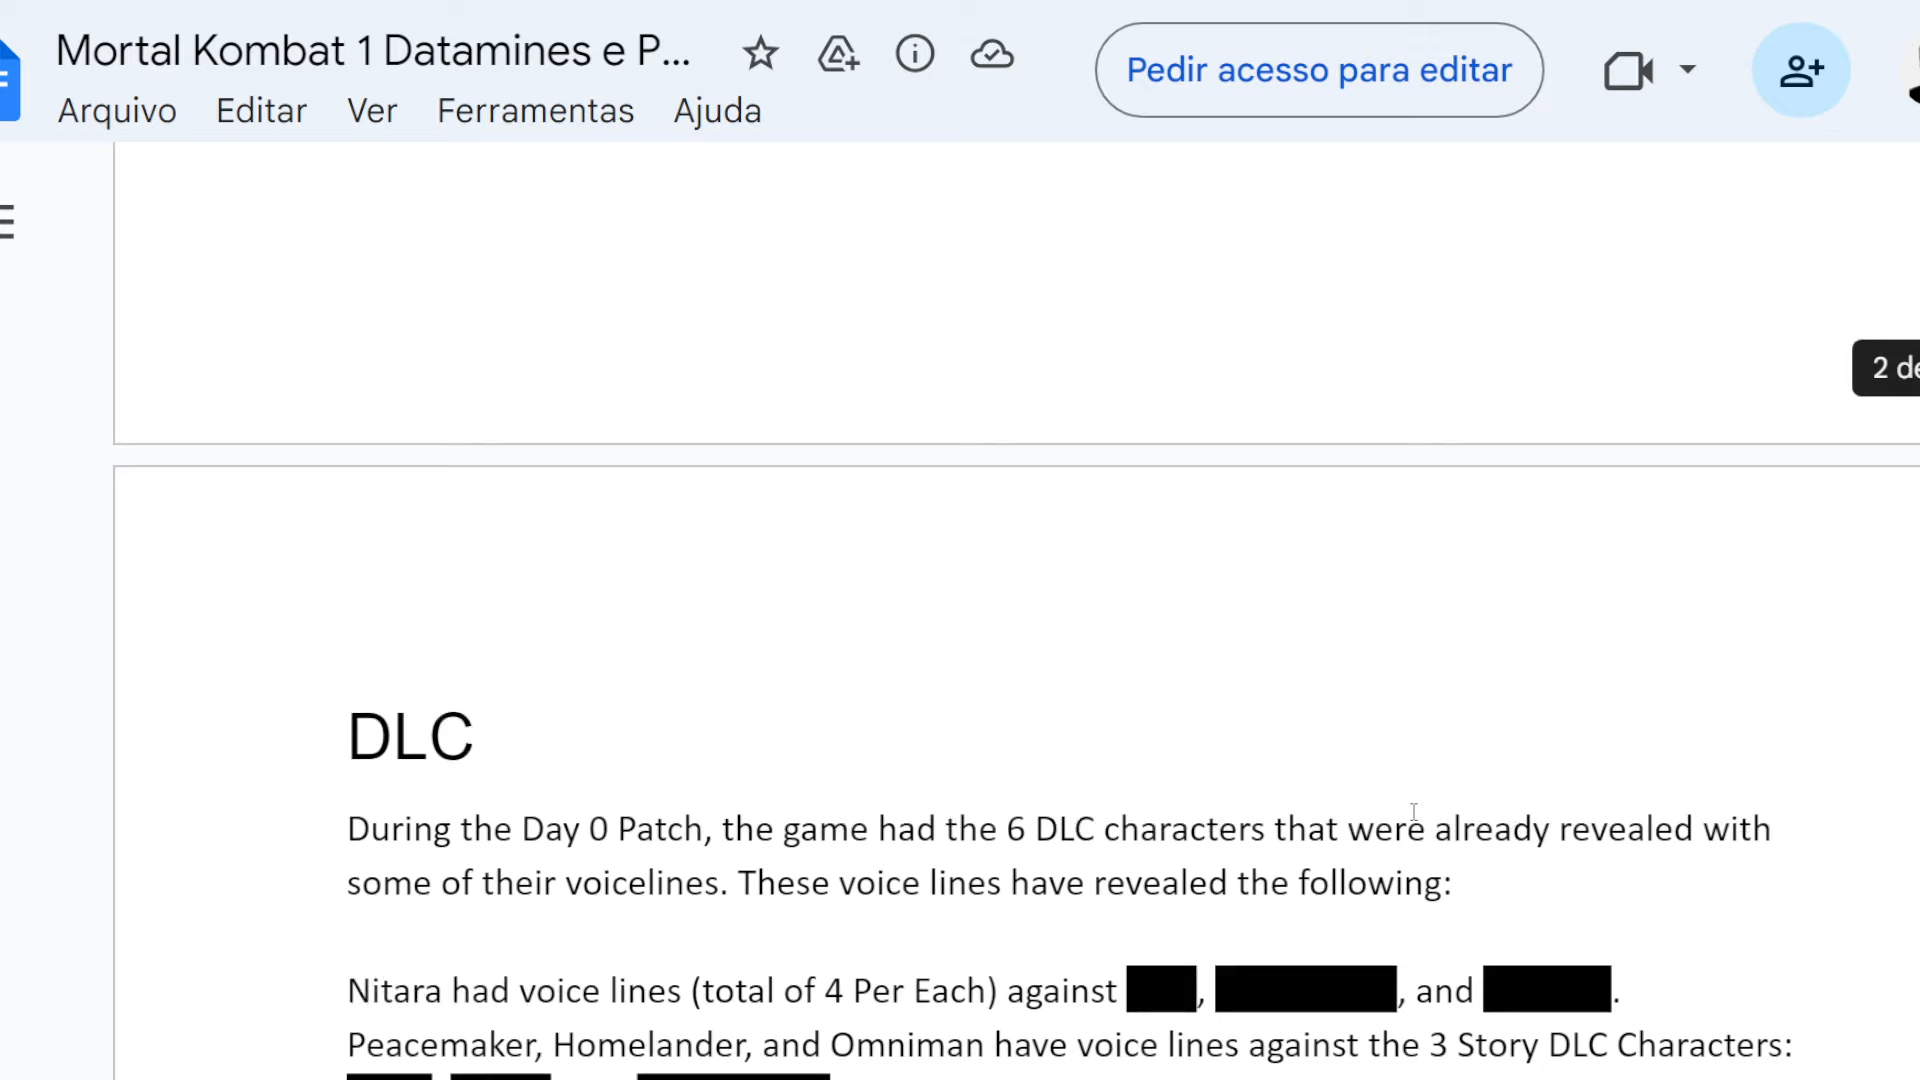 Mortal Kombat 1 Datamines e P...
Arquivo Editar Ver Ferramentas Ajuda
Pedir acesso para editar
2 de
DLC
During the Day 0 Patch, the game had the 6 DLC characters that were already revealed with
some of their voicelines. These voice lines have revealed the following:
Nitara had voice lines (total of 4 Per Each) against , , and .
Peacemaker, Homelander, and Omniman have voice lines against the 3 Story DLC Characters: